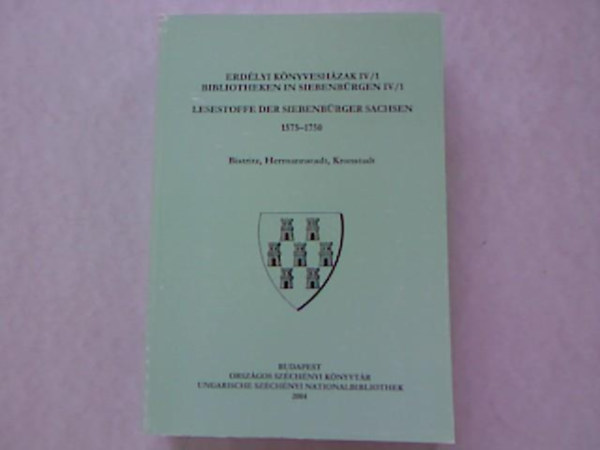 ERDÉLYI KÖNYVESHÁZAK IV/1
BIBLIOTHEKEN IN SIEBENBÜRGEN IV/1
LESESTOFFE DER SIEBENBÜRGER SACHSEN
1575–1750
Bistritz, Hermannstadt, Kronstadt
BUDAPEST
ORSZÁGOS SZÉCHÉNYI KÖNYVTÁR
UNGARISCHE SZÉCHÉNYI NATIONALBIBLIOTHEK
2004